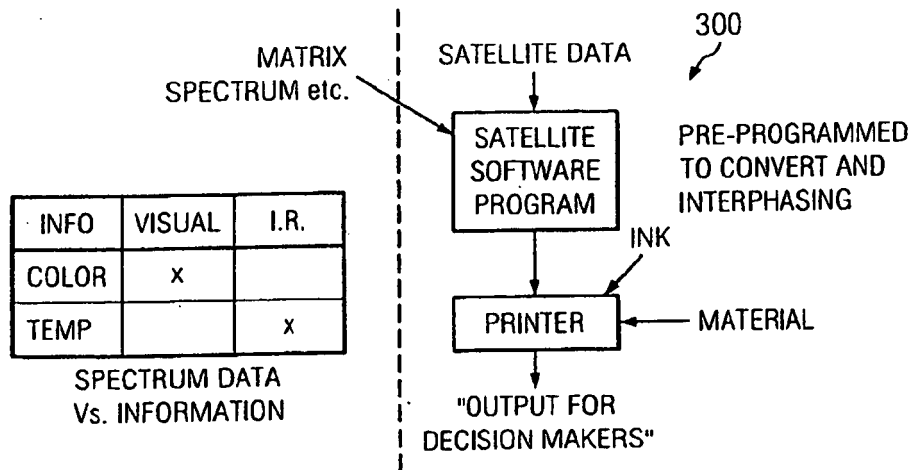 300
MATRIX
SPECTRUM etc.
SATELLITE DATA
SATELLITE
SOFTWARE
PROGRAM
PRE-PROGRAMMED
TO CONVERT AND
INTERPHASING
INFO VISUAL I.R.
COLOR x
TEMP x
SPECTRUM DATA
Vs. INFORMATION
INK
PRINTER
MATERIAL
"OUTPUT FOR
DECISION MAKERS"